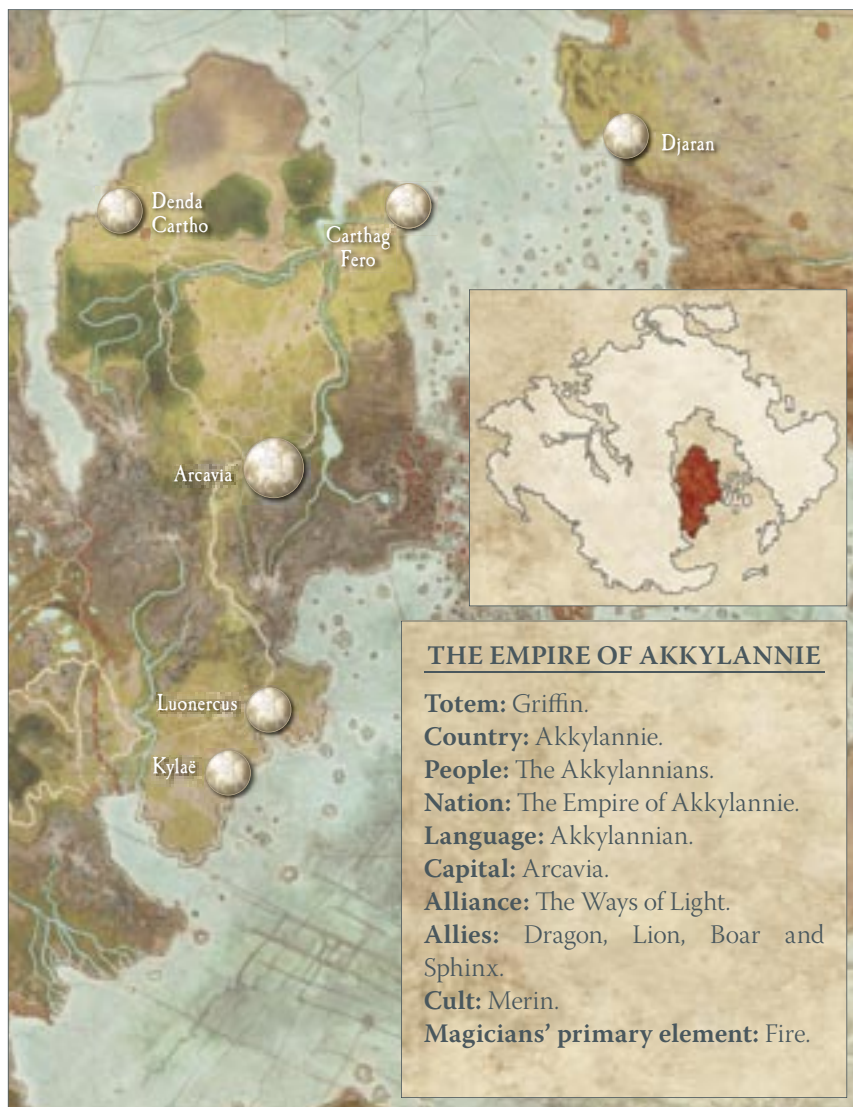 Djaran
Denda
Cartho
Carthag
Fero
Arcavia
Luonercus
Kylaë
THE EMPIRE OF AKKYLANNIE
Totem: Griffin.
Country: Akkylannie.
People: The Akkylannians.
Nation: The Empire of Akkylannie.
Language: Akkylannian.
Capital: Arcavia.
Alliance: The Ways of Light.
Allies: Dragon, Lion, Boar and
Sphinx.
Cult: Merin.
Magicians’ primary element: Fire.